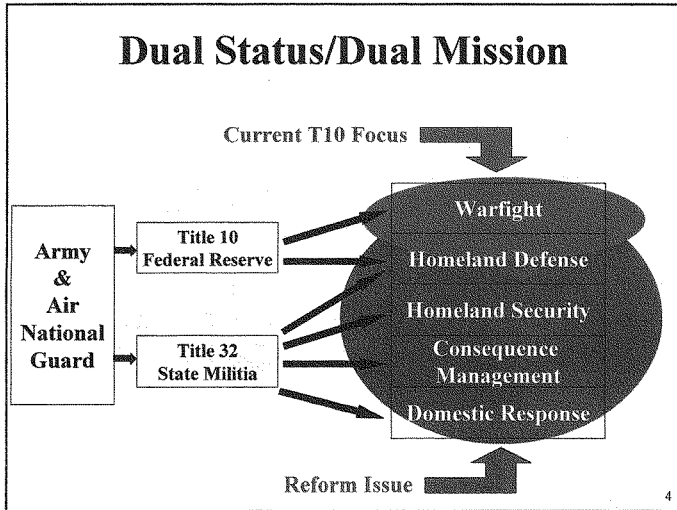 Dual Status/Dual Mission
Current T10 Focus
Army
&
Air
National
Guard
Title 10
Federal Reserve
Title 32
State Militia
Warfight
Homeland Defense
Homeland Security
Consequence
Management
Domestic Response
Reform Issue
4